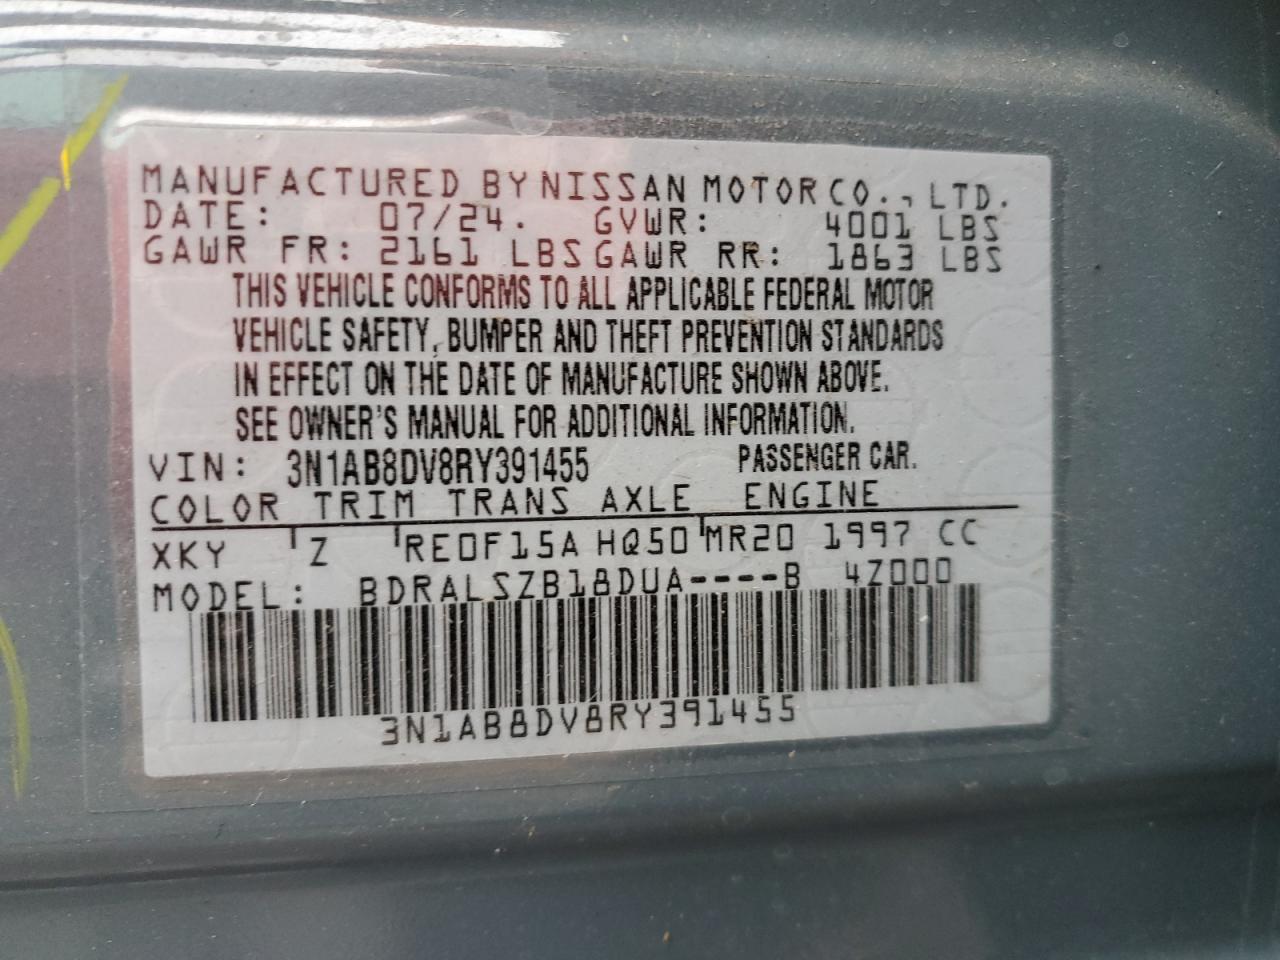 MANUFACTURED BY NISSAN MOTOR CO., LTD.
DATE: 07/24. GVWR: 4001 LBS
GAWR FR: 2161 LBS GAWR RR: 1863 LBS
THIS VEHICLE CONFORMS TO ALL APPLICABLE FEDERAL MOTOR
VEHICLE SAFETY, BUMPER AND THEFT PREVENTION STANDARDS
IN EFFECT ON THE DATE OF MANUFACTURE SHOWN ABOVE.
SEE OWNER'S MANUAL FOR ADDITIONAL INFORMATION.
VIN: 3N1AB8DV8RY391455 PASSENGER CAR.
COLOR TRIM TRANS AXLE ENGINE
XKY Z RE0F15A HQ50 MR20 1997 CC
MODEL: BDRALSZB18DUA----B 4Z000
3N1AB8DV8RY391455